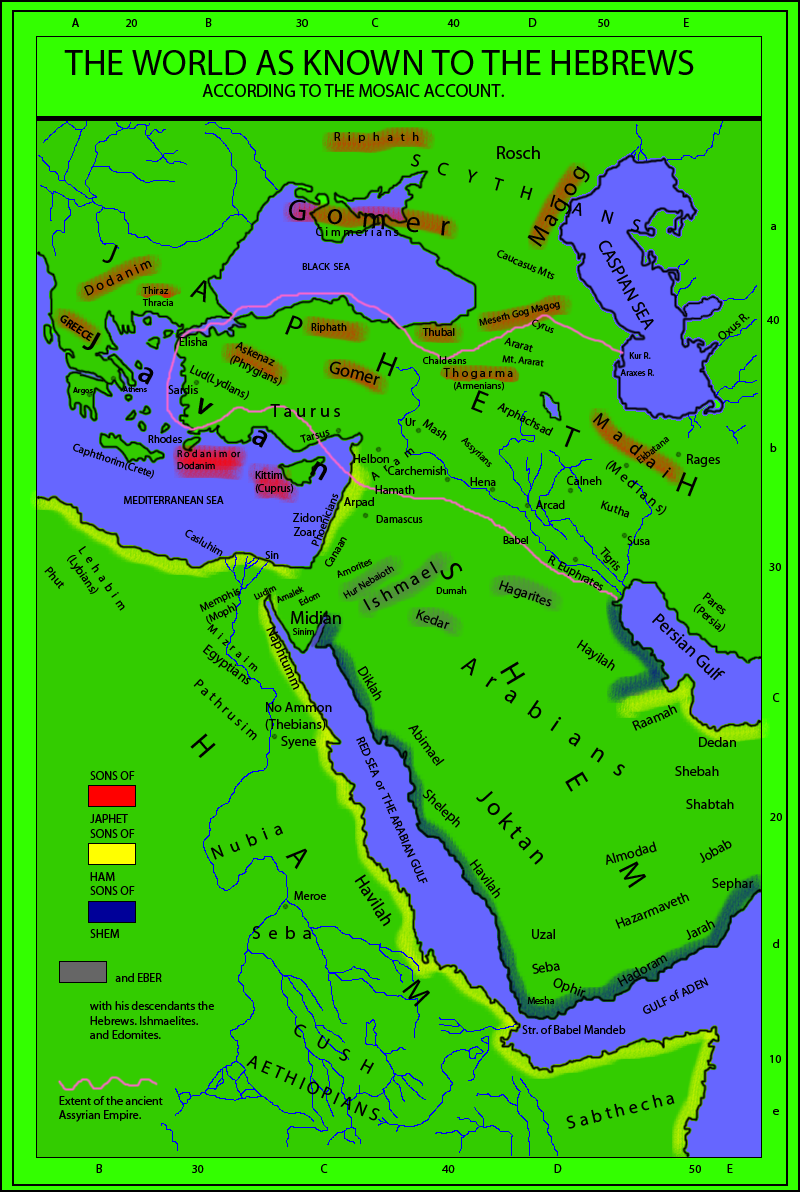 A 20 B 30 C 40 D 50 E
THE WORLD AS KNOWN TO THE HEBREWS
ACCORDING TO THE MOSAIC ACCOUNT.
Riphath
Rosch
SCYTHIANS
Magog
Gomer
Cimmerians
a
BLACK SEA
CASPIAN SEA
Caucasus Mts
JAPHETH
Dodanim
Thiraz
Thracia
GREECE
Javan
Elisha
Riphath
Thubal
Meseth Gog Magog
Cyrus
40
Oxus R.
Ararat
Mt. Ararat
Kur R.
Araxes R.
Askenaz
(Phrygians)
Gomer
Chaldeans
Thogarma
(Armenians)
Lud(Lydians)
Argos
Athens
Sardis
Taurus
Arphachsad
Madai
Ekbatana
(Medians)
Rages
b
Rhodes
Tarsus
Ur
Mash
Assyrians
Caphthorim(Crete)
Rodanim or
Dodanim
Helbon
Aram
Carchemish
Kittim
(Cuprus)
Hamath
Hena
Calneh
MEDITERRANEAN SEA
Arpad
Arcad
Kutha
Zidon
Zoar
Phoenicians
Damascus
Babel
Susa
Casluhim
Sin
Canaan
Tigris
R. Euphrates
30
Lehabim
(Lybians)
Phut
Amorites
Hur Nebaioth
Ishmael
SHEM
Dumah
Hagarites
Kedar
Memphis
(Moph)
Ludim
Amalek
Edom
Midian
Sinim
Pares
(Persia)
Persian Gulf
Mizraim
Egyptians
Naphtumm
Hayilah
Pathrusim
Diklah
Arabians
C
No Ammon
(Thebians)
Syene
Raamah
Dedan
HAM
Abimael
RED SEA or THE ARABIAN GULF
Shebah
Shabtah
SONS OF
JAPHET
Sheleph
Joktan
20
SONS OF
HAM
Nubia
Almodad
Jobab
Havilah
Havilah
Sephar
SONS OF
SHEM
Meroe
Hazarmaveth
Seba
Uzal
Jarah
d
and EBER
Seba
Ophir
Hadoram
Mesha
GULF of ADEN
with his descendants the
Hebrews. Ishmaelites.
and Edomites.
Str. of Babel Mandeb
CUSH
AETHIORIANS
10
Extent of the ancient
Assyrian Empire.
Sabthecha
e
B 30 C 40 D 50 E